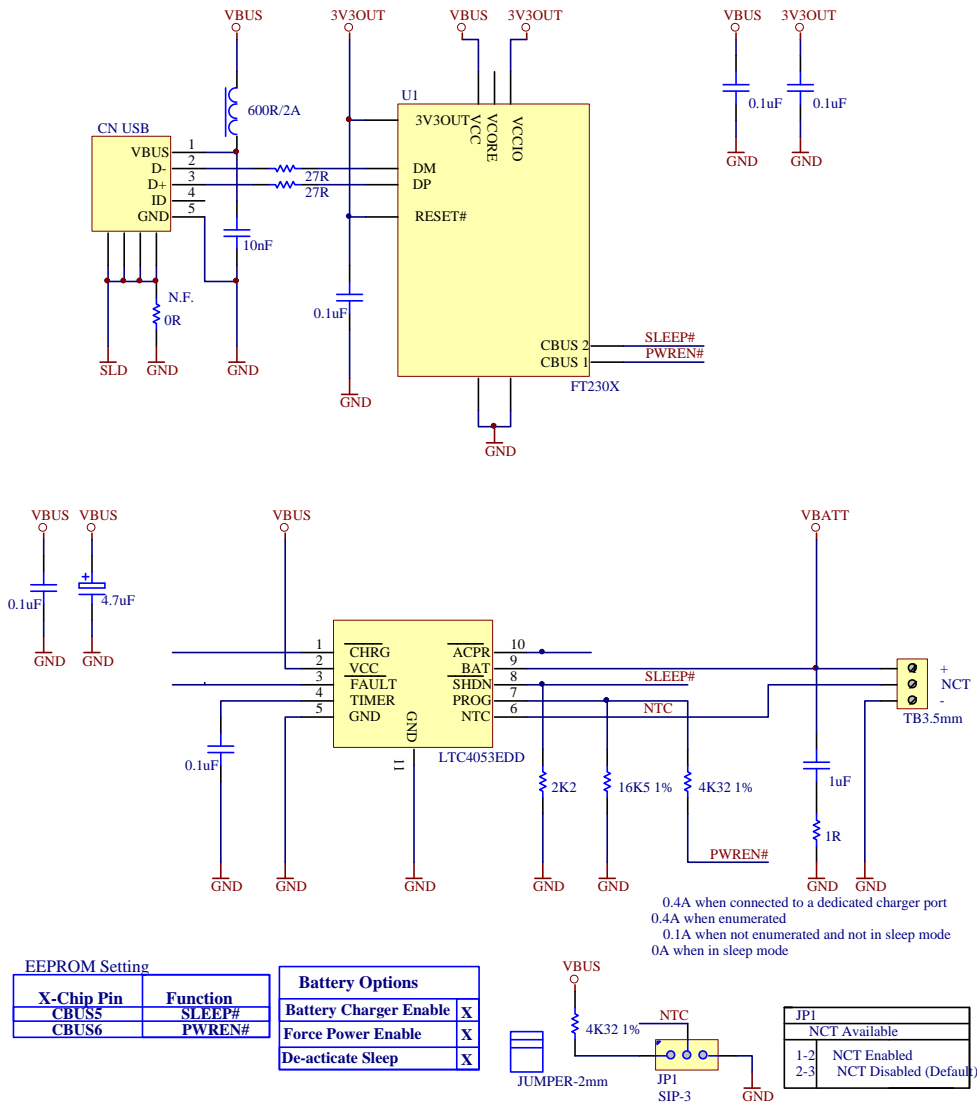 VBUS 3V3OUT VBUS 3V3OUT VBUS 3V3OUT
600R/2A
0.1uF 0.1uF
GND GND
CN USB
VBUS 1
D- 2
D+ 3
ID 4
GND 5
27R
27R
10nF
N.F.
0R
SLD GND GND
0.1uF
GND
U1
3V3OUT
VCC VCORE VCCIO
DM
DP
RESET#
CBUS 2 SLEEP#
CBUS 1 PWREN#
FT230X
GND
VBUS VBUS VBUS VBATT
0.1uF + 4.7uF
GND GND
1 CHRG ACPR 10
2 VCC BAT 9
3 FAULT SHDN 8 SLEEP#
4 TIMER PROG 7
5 GND NTC 6 NTC
GND
11
LTC4053EDD
+
NCT
-
TB3.5mm
0.1uF 2K2 16K5 1% 4K32 1% 1uF
1R
PWREN#
GND GND GND GND GND GND GND
0.4A when connected to a dedicated charger port
0.4A when enumerated
0.1A when not enumerated and not in sleep mode
0A when in sleep mode
EEPROM Setting
X-Chip Pin Function
CBUS5 SLEEP#
CBUS6 PWREN#
Battery Options
Battery Charger Enable X
Force Power Enable X
De-acticate Sleep X
JUMPER-2mm
VBUS
4K32 1% NTC
JP1
SIP-3
GND
JP1
NCT Available
1-2 NCT Enabled
2-3 NCT Disabled (Default)